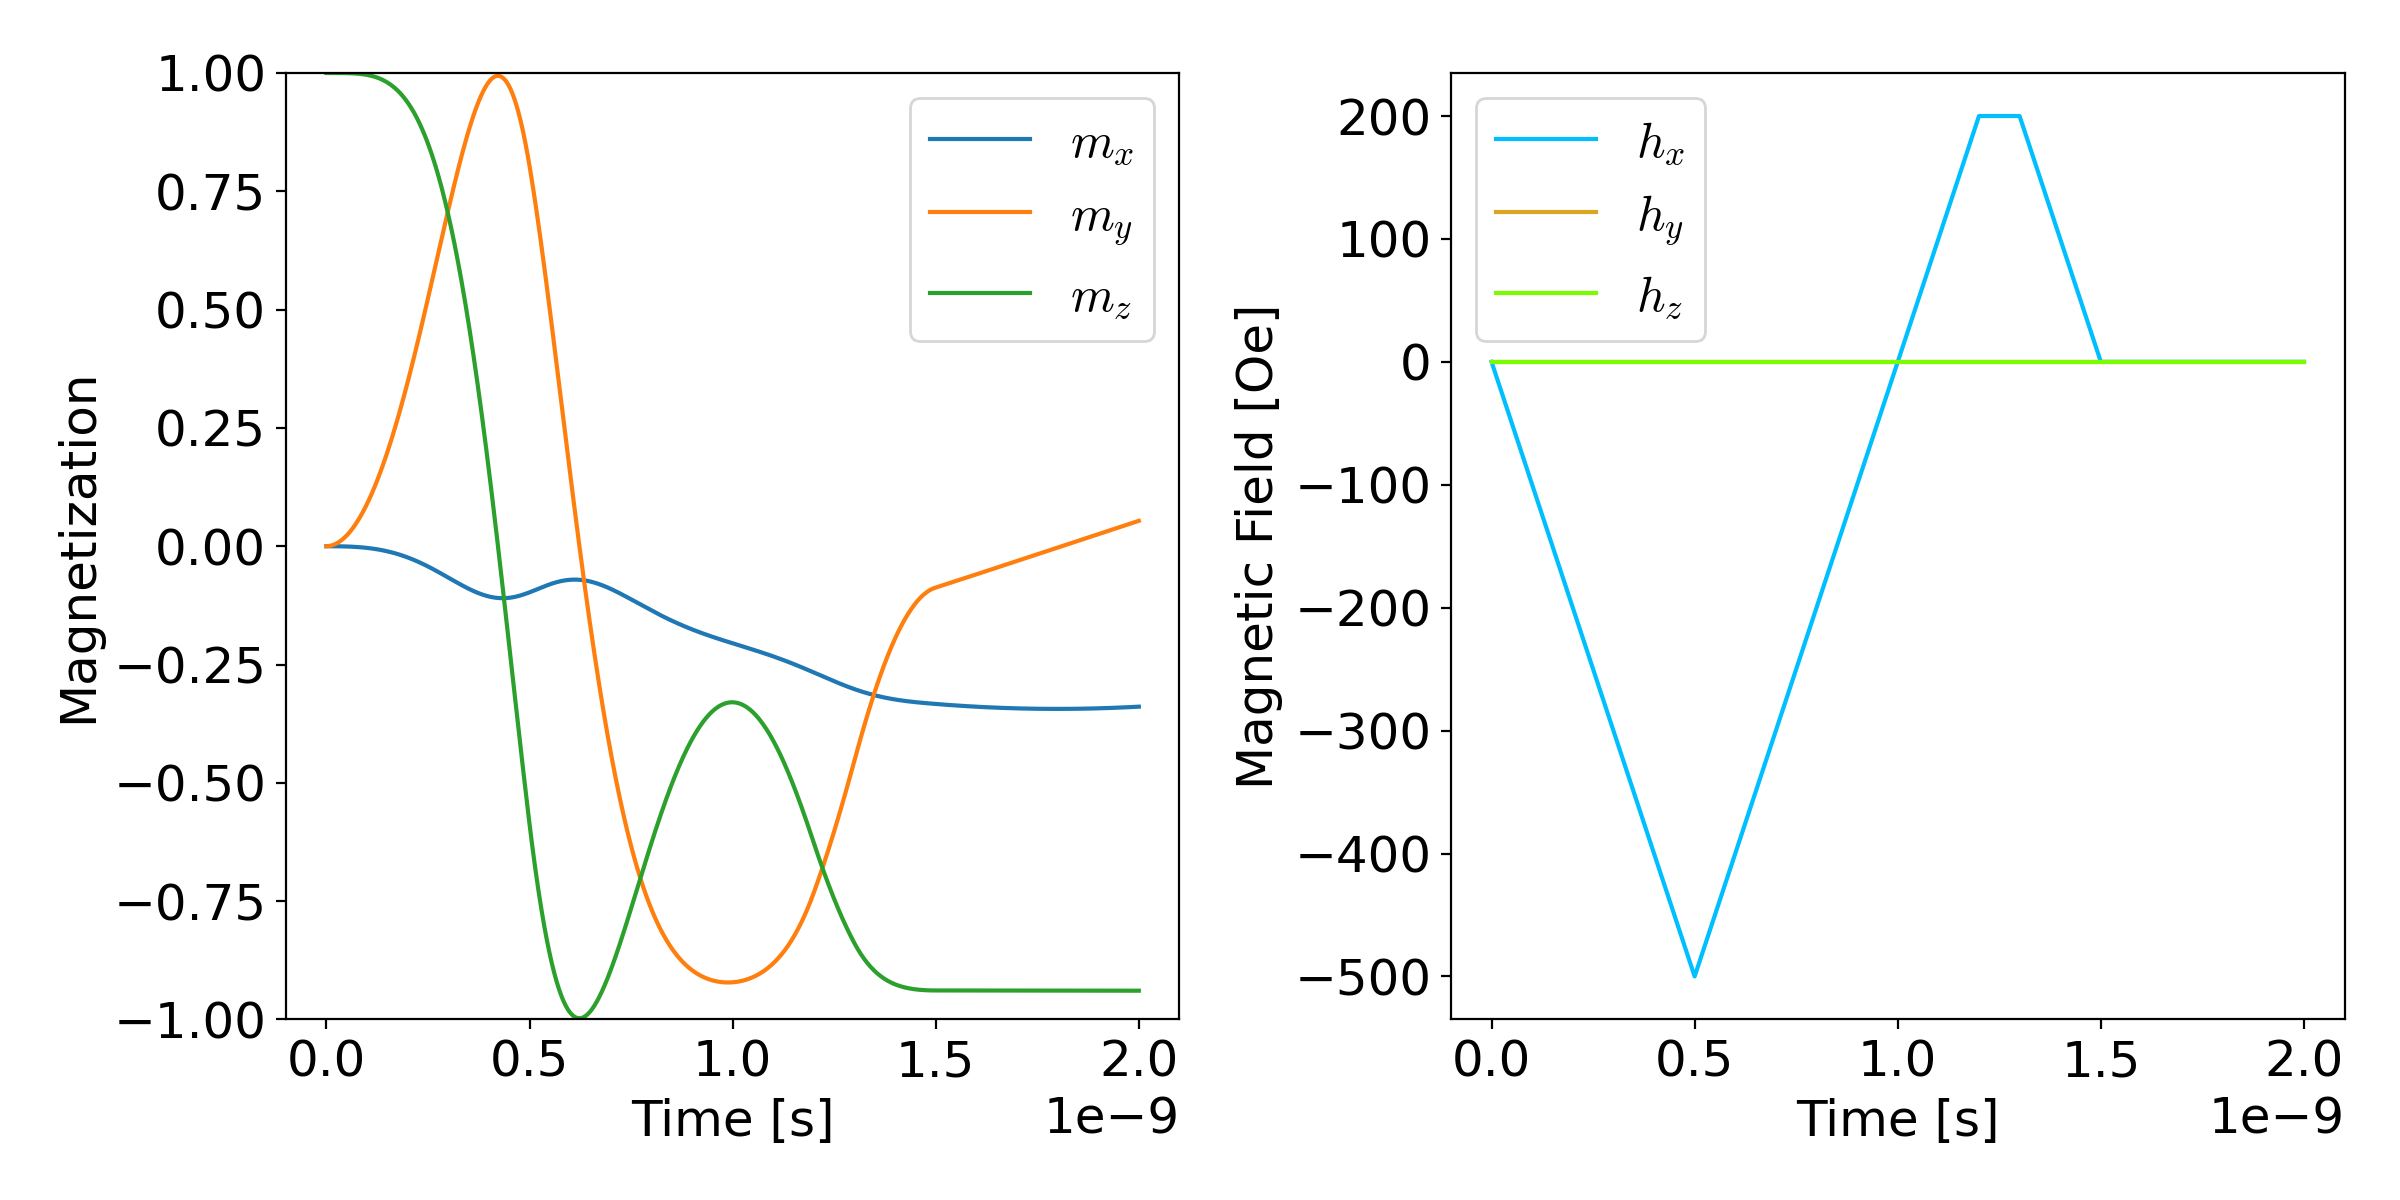 1.00
0.75
0.50
0.25
0.00
−0.25
−0.50
−0.75
−1.00
Magnetization
0.0 0.5 1.0 1.5 2.0
Time [s]
1e−9
m_x
m_y
m_z
200
100
0
−100
−200
−300
−400
−500
Magnetic Field [Oe]
0.0 0.5 1.0 1.5 2.0
Time [s]
1e−9
h_x
h_y
h_z